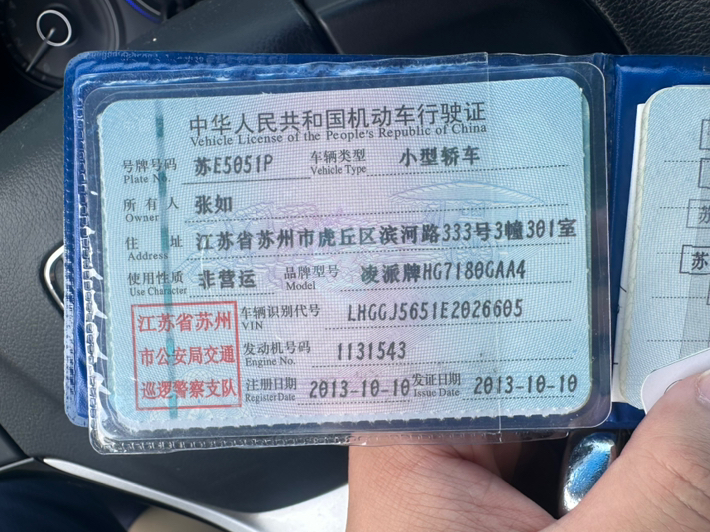 中华人民共和国机动车行驶证
Vehicle License of the People's Republic of China
号牌号码 苏E5051P 车辆类型 小型轿车
Plate No. Vehicle Type
所有人 张如
Owner
住址 江苏省苏州市虎丘区滨河路333号3幢301室
Address
使用性质 非营运 品牌型号 凌派牌HG7180GAA4
Use Character Model
江苏省苏州
市公安局交通
巡逻警察支队
车辆识别代号 LHGGJ5651E2026605
VIN
发动机号码 1131543
Engine No.
注册日期 2013-10-10 发证日期 2013-10-10
Register Date Issue Date
苏
苏